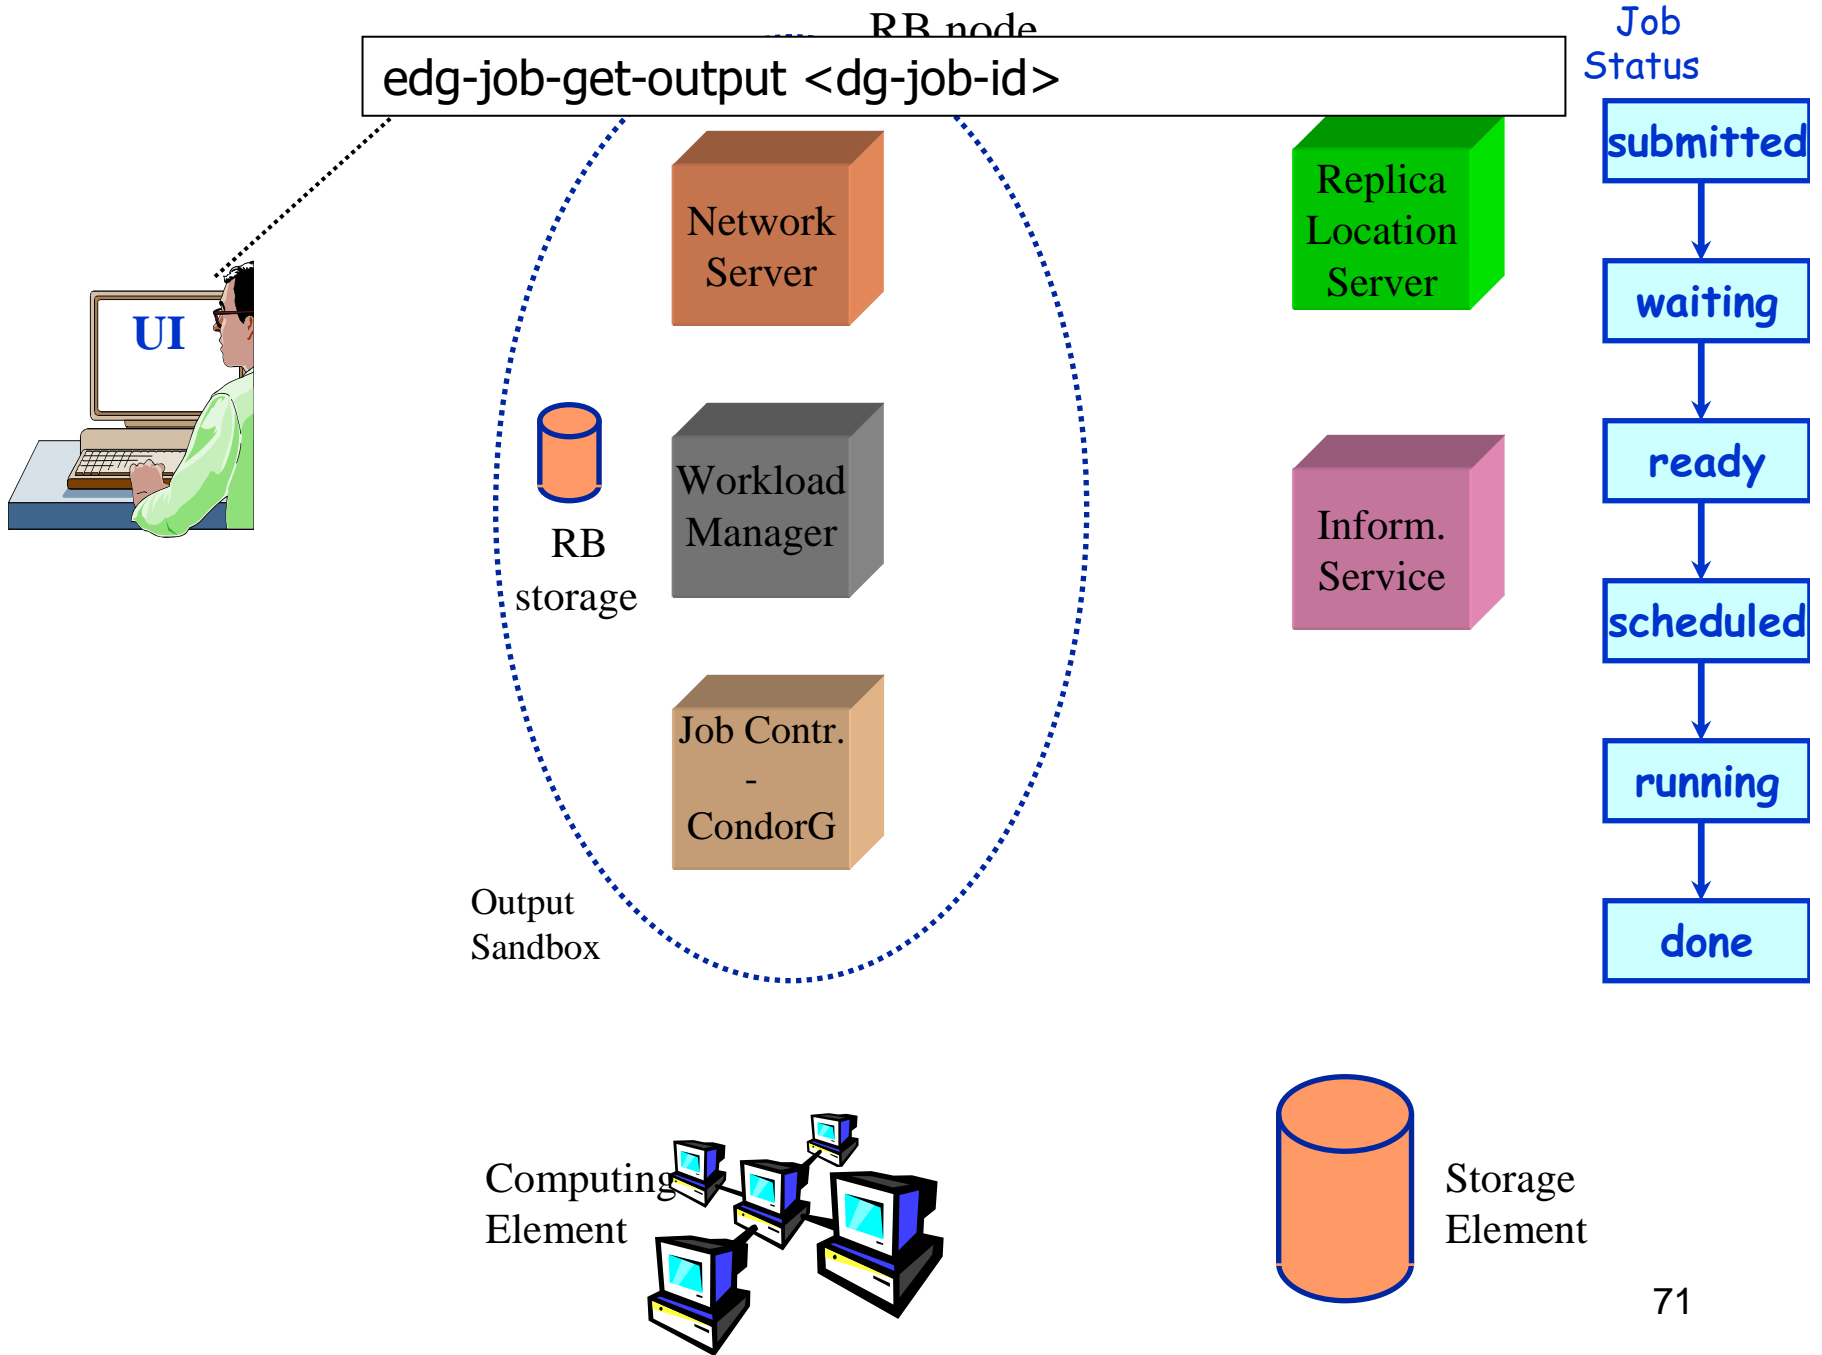 RB node
edg-job-get-output <dg-job-id>
Job
Status
submitted
waiting
ready
scheduled
running
done
UI
Network
Server
Replica
Location
Server
RB
storage
Workload
Manager
Inform.
Service
Job Contr.
-
CondorG
Output
Sandbox
Computing
Element
Storage
Element
71